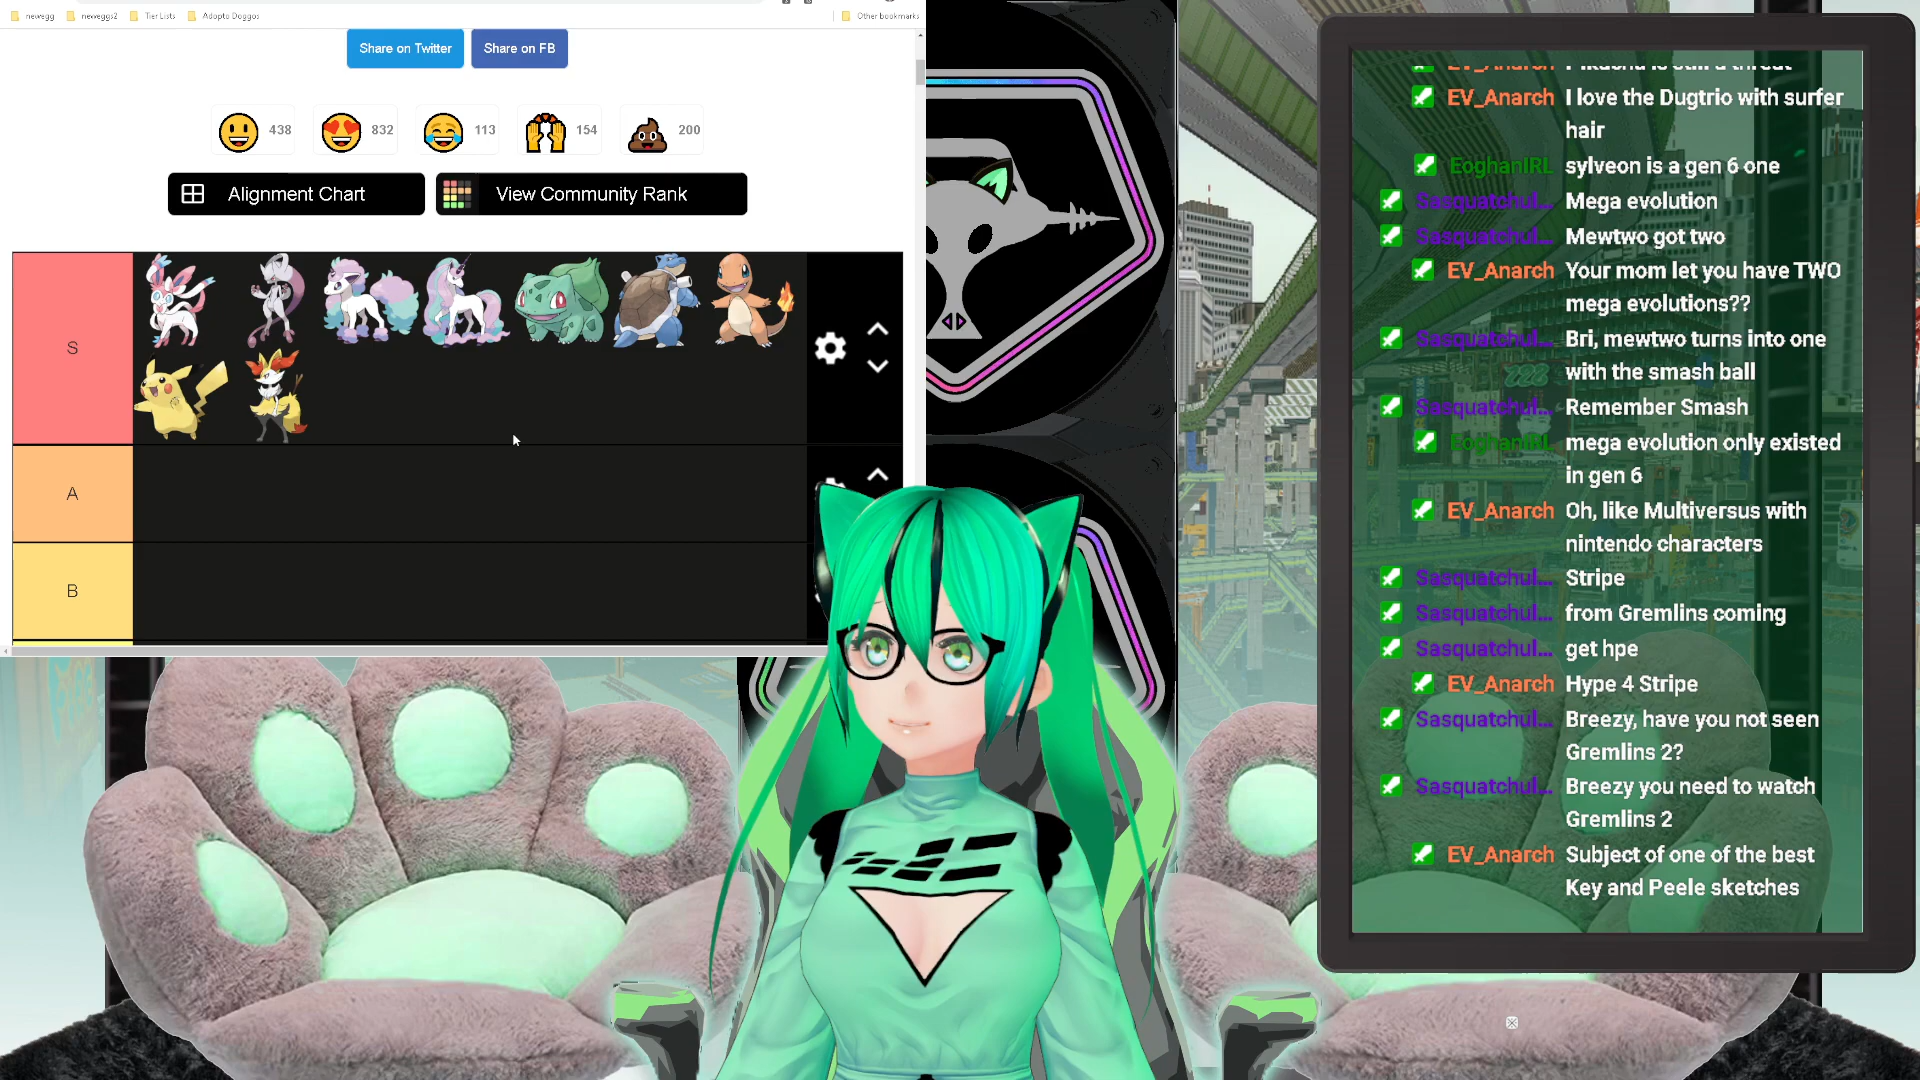 newegg neweggs2 Tier Lists Adopto Doggos Other bookmarks
Share on Twitter Share on FB
438 832 113 154 200
Alignment Chart View Community Rank
S
A
B
EV_Anarch I love the Dugtrio with surfer
hair
EoghanIRL sylveon is a gen 6 one
Sasquatchul... Mega evolution
Sasquatchul... Mewtwo got two
EV_Anarch Your mom let you have TWO
mega evolutions??
Sasquatchul... Bri, mewtwo turns into one
with the smash ball
Sasquatchul... Remember Smash
EoghanIRL mega evolution only existed
in gen 6
EV_Anarch Oh, like Multiversus with
nintendo characters
Sasquatchul... Stripe
Sasquatchul... from Gremlins coming
Sasquatchul... get hpe
EV_Anarch Hype 4 Stripe
Sasquatchul... Breezy, have you not seen
Gremlins 2?
Sasquatchul... Breezy you need to watch
Gremlins 2
EV_Anarch Subject of one of the best
Key and Peele sketches